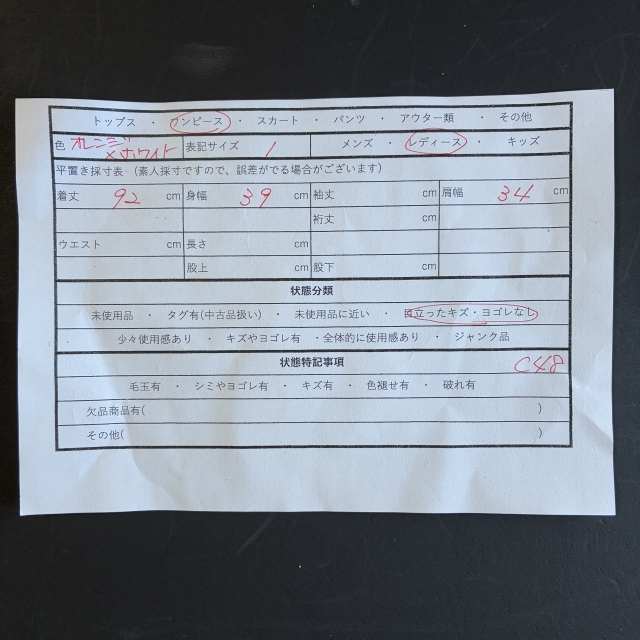 トップス ・ ワンピース ・ スカート ・ パンツ ・ アウター類 ・ その他
色 オレンジ×ホワイト 表記サイズ 1 メンズ ・ レディース ・ キッズ
平置き採寸表 (素人採寸ですので、誤差がでる場合がございます)
着丈 92 cm 身幅 39 cm 袖丈 cm 肩幅 34 cm
裄丈 cm
ウエスト cm 長さ cm
股上 cm 股下 cm
状態分類
未使用品 ・ タグ有(中古品扱い) ・ 未使用品に近い ・ 目立ったキズ・ヨゴレなし
少々使用感あり ・ キズやヨゴレ有 ・全体的に使用感あり ・ ジャンク品
状態特記事項 C48
毛玉有 ・ シミやヨゴレ有 ・ キズ有 ・ 色褪せ有 ・ 破れ有
欠品商品有( )
その他( )